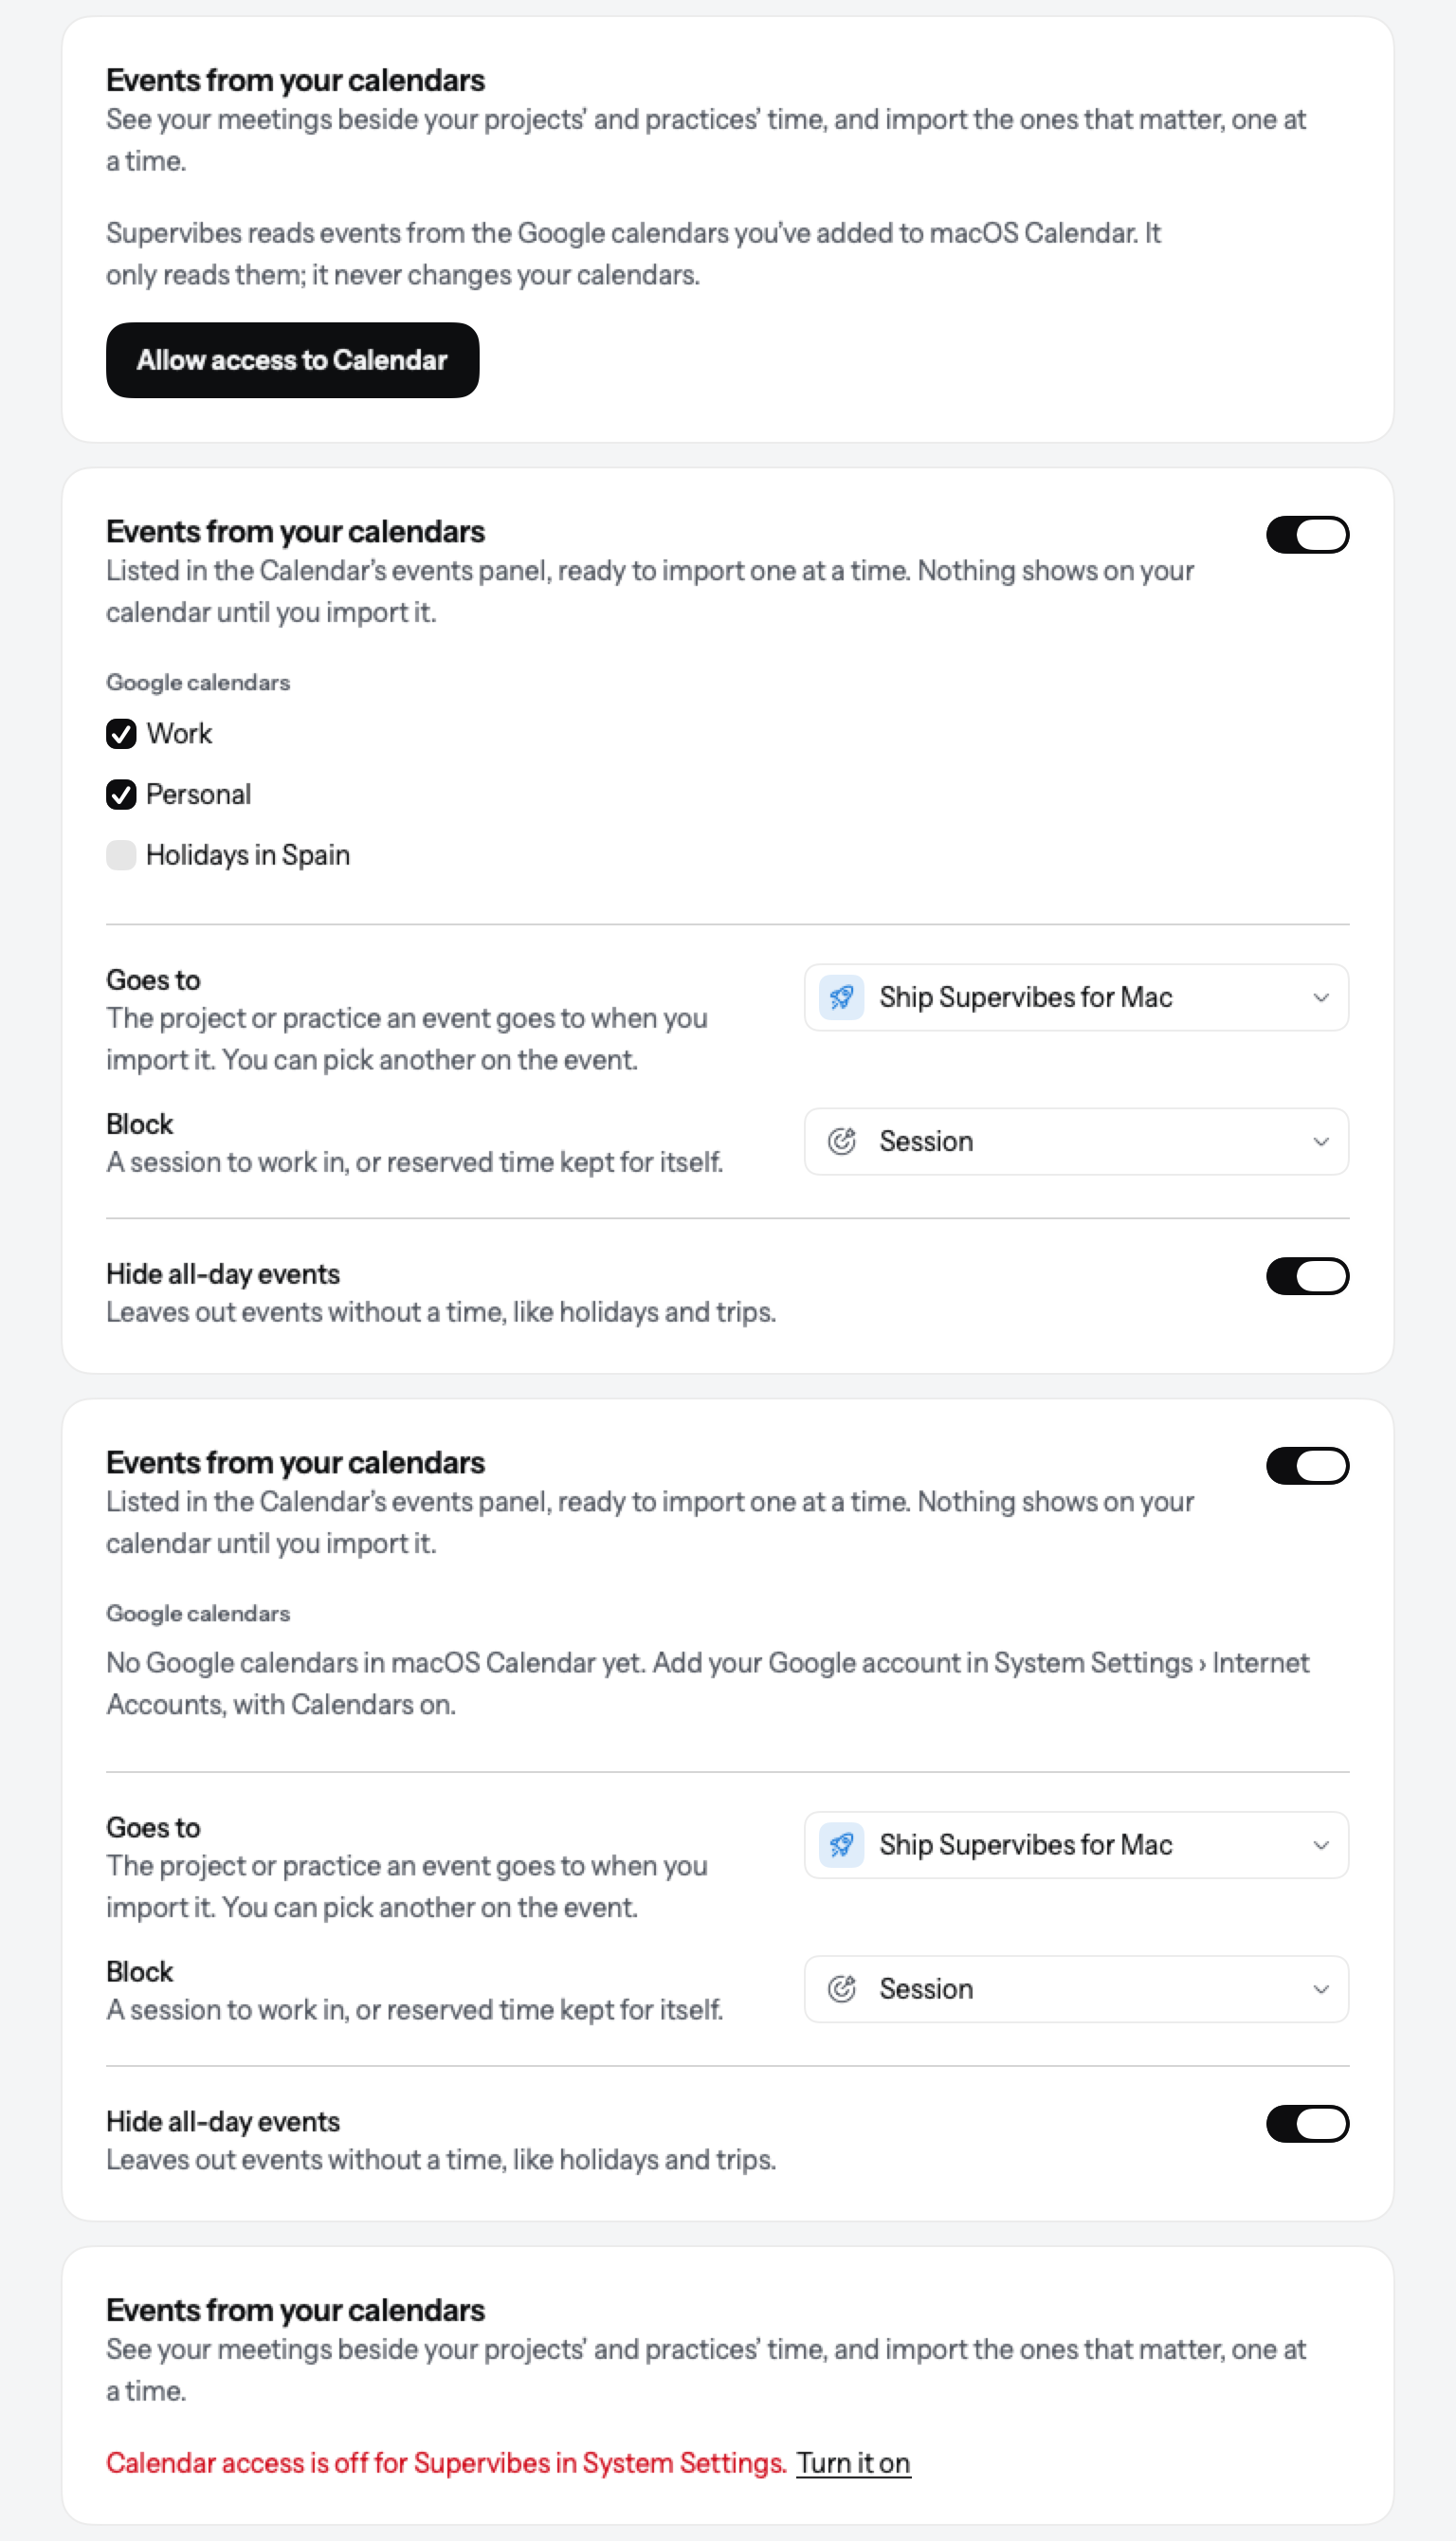 Events from your calendars
See your meetings beside your projects’ and practices’ time, and import the ones that matter, one at
a time.
Supervibes reads events from the Google calendars you’ve added to macOS Calendar. It
only reads them; it never changes your calendars.
Allow access to Calendar
Events from your calendars
Listed in the Calendar’s events panel, ready to import one at a time. Nothing shows on your
calendar until you import it.
Google calendars
Work
Personal
Holidays in Spain
Goes to
Ship Supervibes for Mac
The project or practice an event goes to when you
import it. You can pick another on the event.
Block
Session
A session to work in, or reserved time kept for itself.
Hide all-day events
Leaves out events without a time, like holidays and trips.
Events from your calendars
Listed in the Calendar’s events panel, ready to import one at a time. Nothing shows on your
calendar until you import it.
Google calendars
No Google calendars in macOS Calendar yet. Add your Google account in System Settings › Internet
Accounts, with Calendars on.
Goes to
Ship Supervibes for Mac
The project or practice an event goes to when you
import it. You can pick another on the event.
Block
Session
A session to work in, or reserved time kept for itself.
Hide all-day events
Leaves out events without a time, like holidays and trips.
Events from your calendars
See your meetings beside your projects’ and practices’ time, and import the ones that matter, one at
a time.
Calendar access is off for Supervibes in System Settings. Turn it on